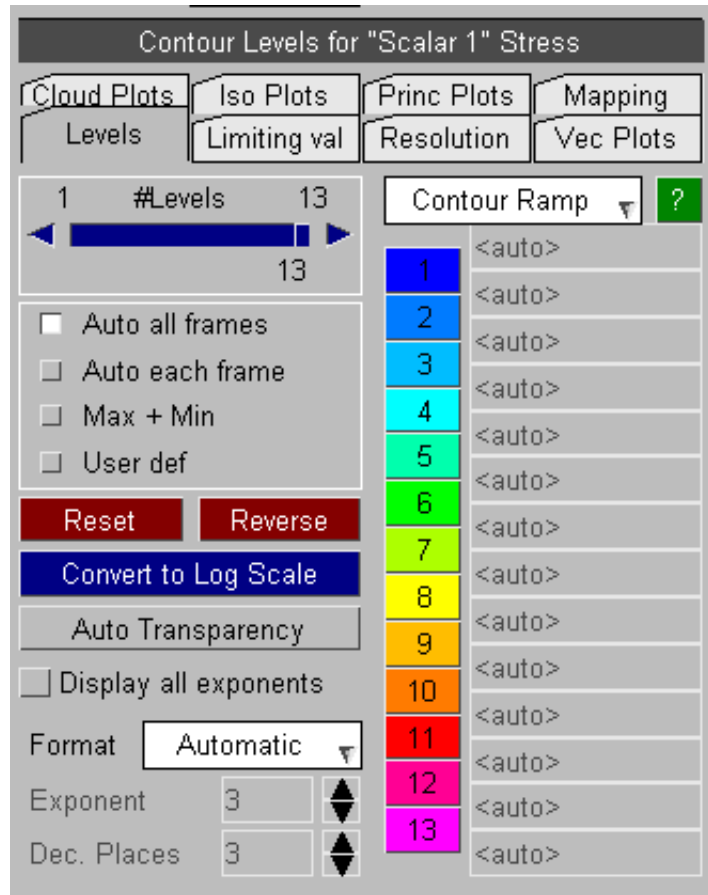 Contour Levels for "Scalar 1" Stress
Cloud Plots Iso Plots Princ Plots Mapping
Levels Limiting val Resolution Vec Plots
1 #Levels 13
13
Auto all frames
Auto each frame
Max + Min
User def
Reset Reverse
Convert to Log Scale
Auto Transparency
Display all exponents
Format Automatic
Exponent 3
Dec. Places 3
Contour Ramp ?
<auto>
1
<auto>
2
<auto>
3
<auto>
4
<auto>
5
<auto>
6
<auto>
7
<auto>
8
<auto>
9
<auto>
10
<auto>
11
<auto>
12
<auto>
13
<auto>